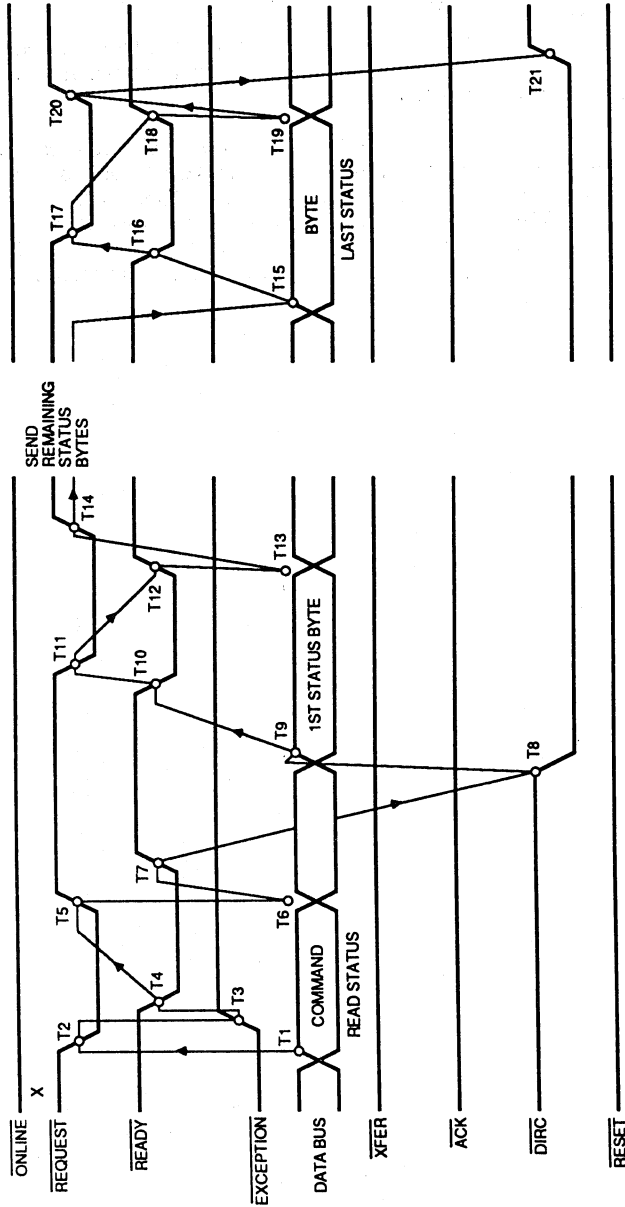 ONLINE
X
REQUEST
READY
EXCEPTION
DATA BUS
XFER
ACK
DIRC
RESET
T1
T2
T3
T4
T5
T6
T7
T8
T9
T10
T11
T12
T13
T14
COMMAND
READ STATUS
1ST STATUS BYTE
SEND
REMAINING
STATUS
BYTES
T15
T16
T17
T18
T19
T20
T21
BYTE
LAST STATUS